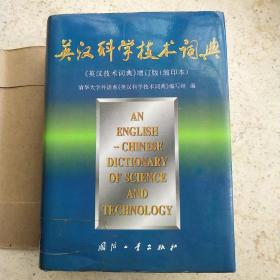 英汉科学技术词典
《英汉技术词典》增订版(缩印本)
清华大学外语系《英汉科学技术词典》编写组 编
AN
ENGLISH
-CHINESE
DICTIONARY
OF SCIENCE
AND
TECHNOLOGY
国防工业出版社